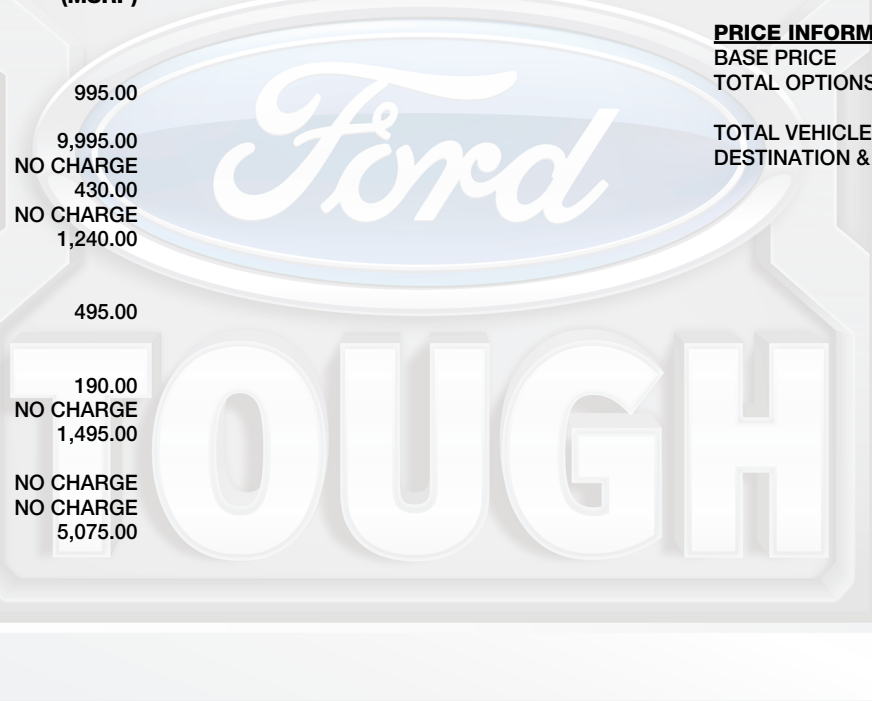 (MSRP)
995.00
9,995.00
NO CHARGE
430.00
NO CHARGE
1,240.00
495.00
190.00
NO CHARGE
1,495.00
NO CHARGE
NO CHARGE
5,075.00
PRICE INFORM
BASE PRICE
TOTAL OPTIONS
TOTAL VEHICLE
DESTINATION &
Ford
TOUGH